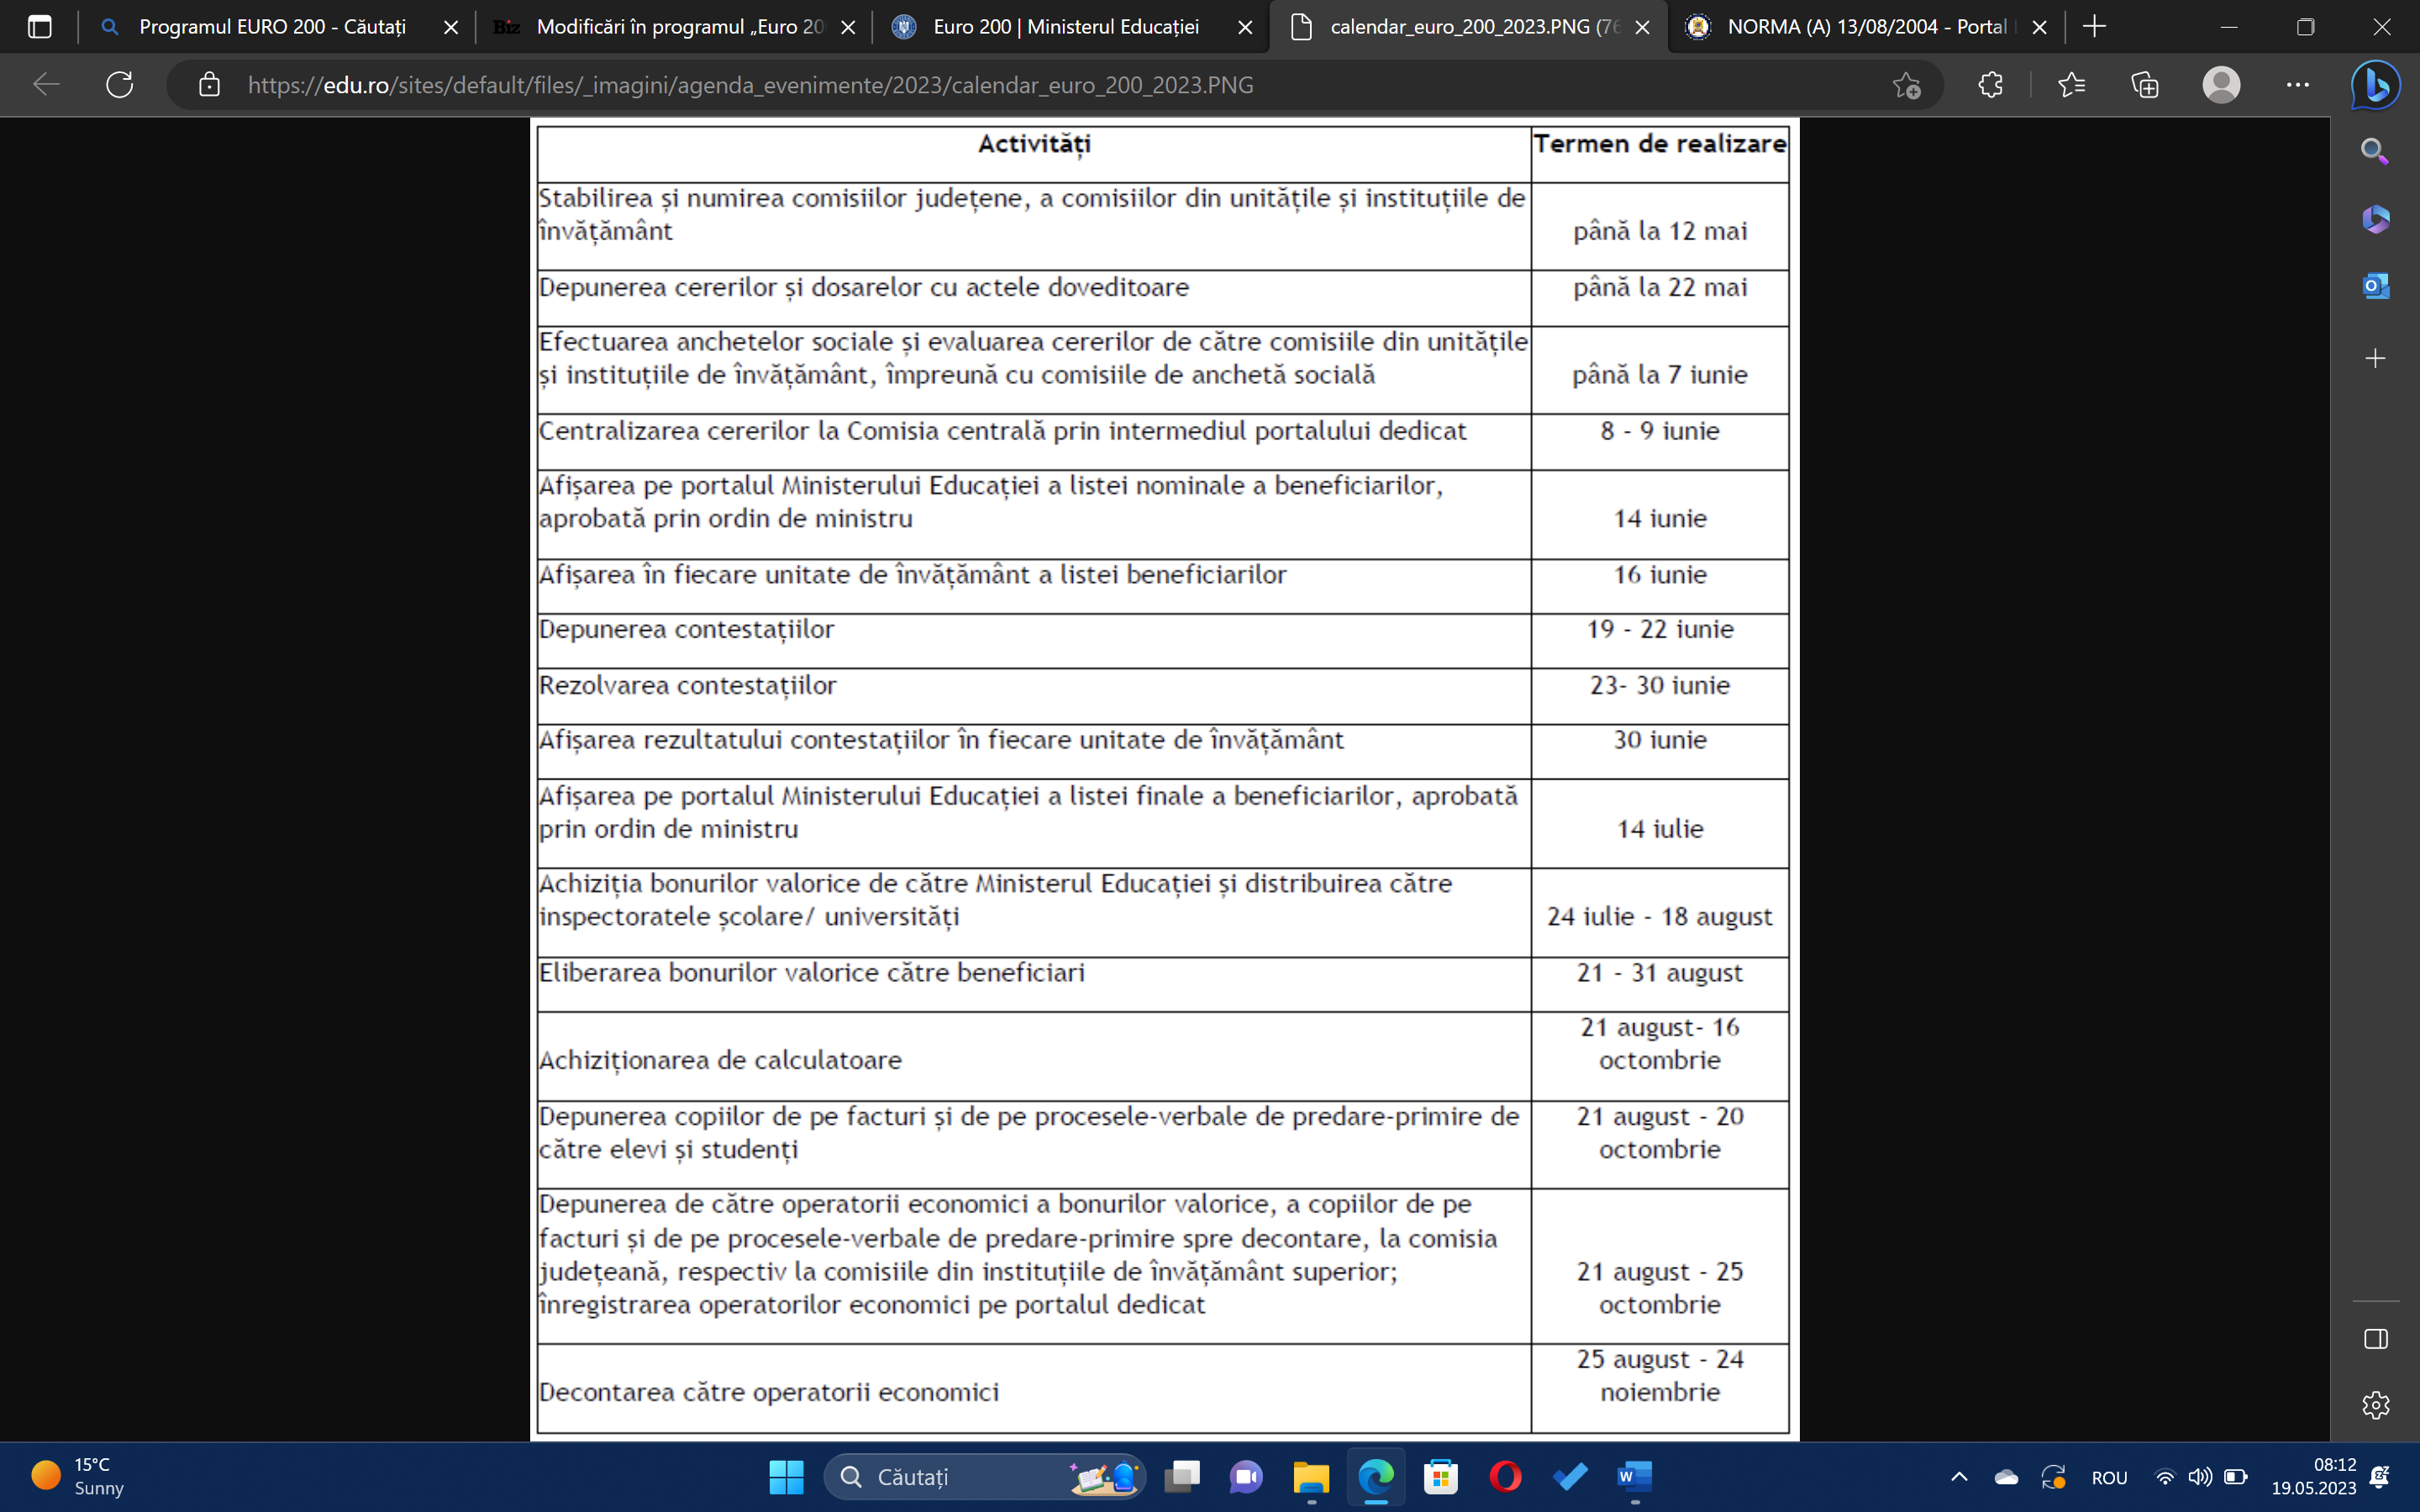 Programul EURO 200 - Căutați
Biz
Modificări în programul „Euro 20
Euro 200 | Ministerul Educației
calendar_euro_200_2023.PNG (76
NORMA (A) 13/08/2004 - Portal
https://edu.ro/sites/default/files/_imagini/agenda_evenimente/2023/calendar_euro_200_2023.PNG
Activități
Termen de realizare
Stabilirea și numirea comisiilor județene, a comisiilor din unitățile și instituțiile de
învățământ
până la 12 mai
Depunerea cererilor și dosarelor cu actele doveditoare
până la 22 mai
Efectuarea anchetelor sociale și evaluarea cererilor de către comisiile din unitățile
și instituțiile de învățământ, împreună cu comisiile de anchetă socială
până la 7 iunie
Centralizarea cererilor la Comisia centrală prin intermediul portalului dedicat
8 - 9 iunie
Afișarea pe portalul Ministerului Educației a listei nominale a beneficiarilor,
aprobată prin ordin de ministru
14 iunie
Afișarea în fiecare unitate de învățământ a listei beneficiarilor
16 iunie
Depunerea contestațiilor
19 - 22 iunie
Rezolvarea contestațiilor
23- 30 iunie
Afișarea rezultatului contestațiilor în fiecare unitate de învățământ
30 iunie
Afișarea pe portalul Ministerului Educației a listei finale a beneficiarilor, aprobată
prin ordin de ministru
14 iulie
Achiziția bonurilor valorice de către Ministerul Educației și distribuirea către
inspectoratele școlare/ universități
24 iulie - 18 august
Eliberarea bonurilor valorice către beneficiari
21 - 31 august
Achiziționarea de calculatoare
21 august- 16
octombrie
Depunerea copiilor de pe facturi și de pe procesele-verbale de predare-primire de
către elevi și studenți
21 august - 20
octombrie
Depunerea de către operatorii economici a bonurilor valorice, a copiilor de pe
facturi și de pe procesele-verbale de predare-primire spre decontare, la comisia
județeană, respectiv la comisiile din instituțiile de învățământ superior;
înregistrarea operatorilor economici pe portalul dedicat
21 august - 25
octombrie
Decontarea către operatorii economici
25 august - 24
noiembrie
15°C
Sunny
Căutați
ROU
08:12
19.05.2023